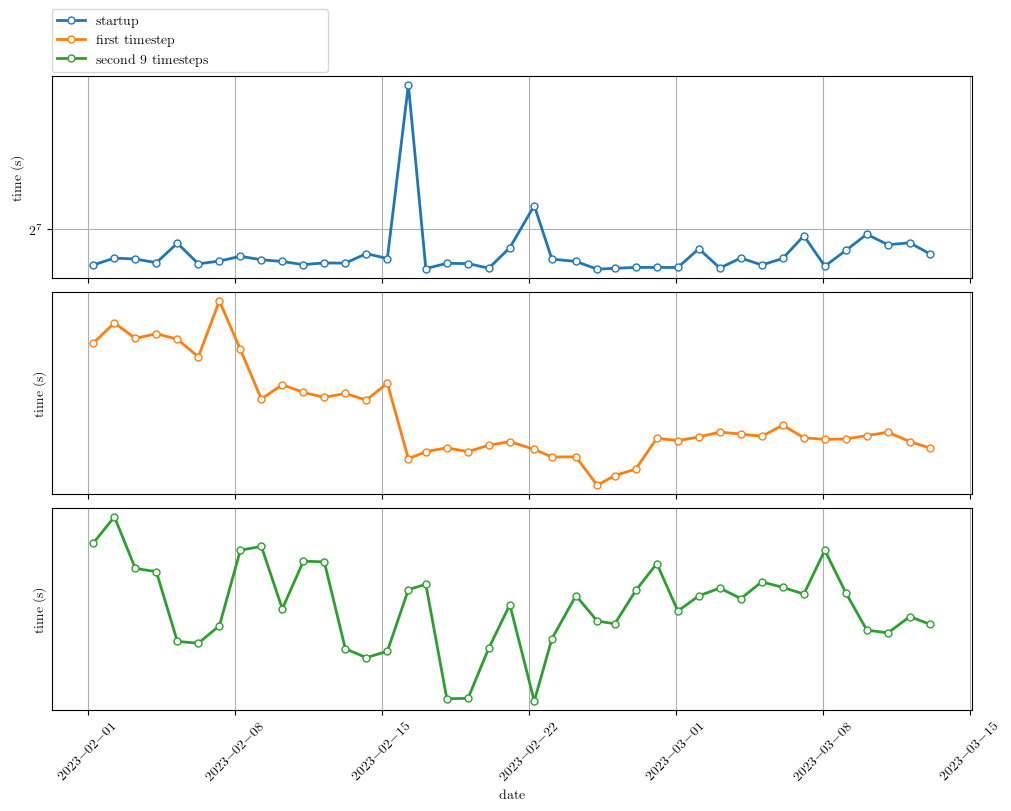 startup
first timestep
second 9 timesteps
time (s)
2^7
time (s)
time (s)
2023−02−01
2023−02−08
2023−02−15
2023−02−22
2023−03−01
2023−03−08
2023−03−15
date